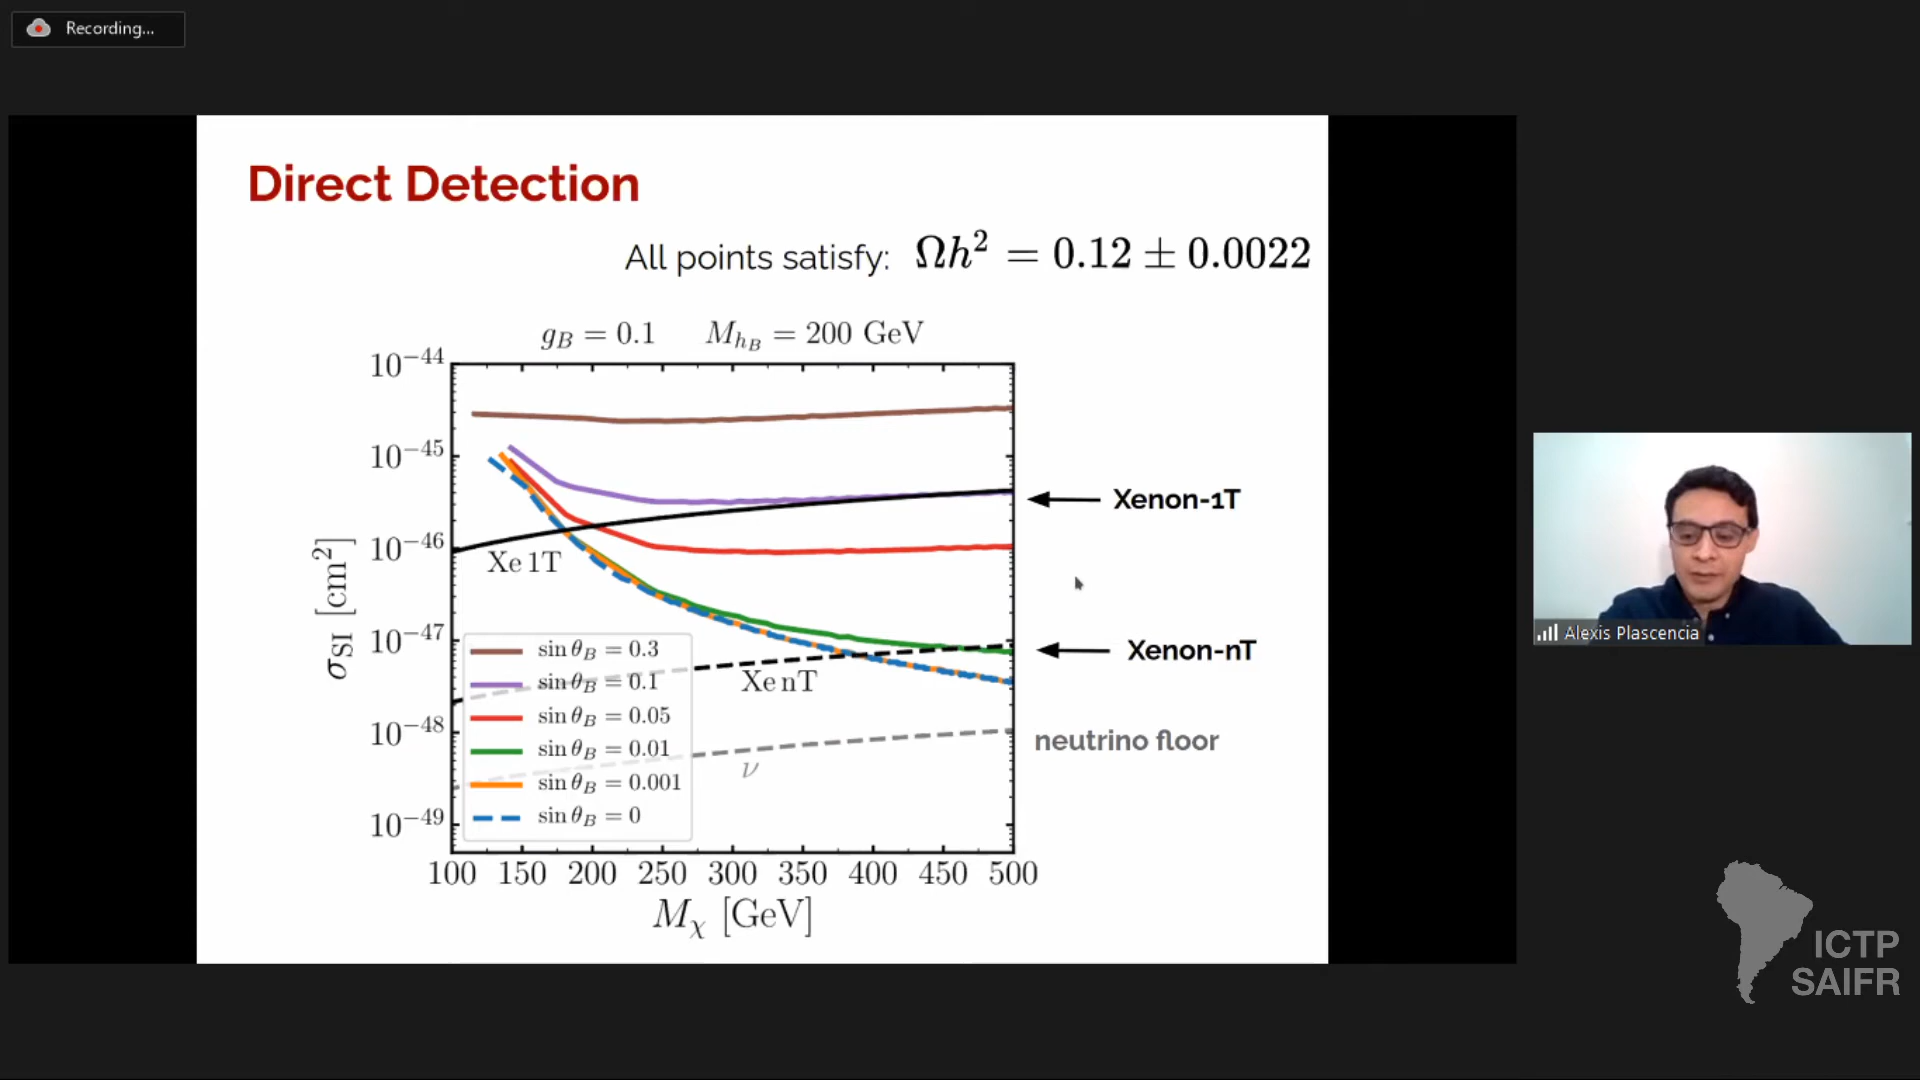 Recording...
Direct Detection
All points satisfy: Ωh² = 0.12 ± 0.0022
g_B = 0.1 M_{h_B} = 200 GeV
10⁻⁴⁴
10⁻⁴⁵
10⁻⁴⁶
10⁻⁴⁷
10⁻⁴⁸
10⁻⁴⁹
σ_SI [cm²]
Xe 1T
Xenon-1T
Xe nT
Xenon-nT
ν
neutrino floor
sin θ_B = 0.3
sin θ_B = 0.1
sin θ_B = 0.05
sin θ_B = 0.01
sin θ_B = 0.001
sin θ_B = 0
100 150 200 250 300 350 400 450 500
M_χ [GeV]
Alexis Plascencia
ICTP
SAIFR